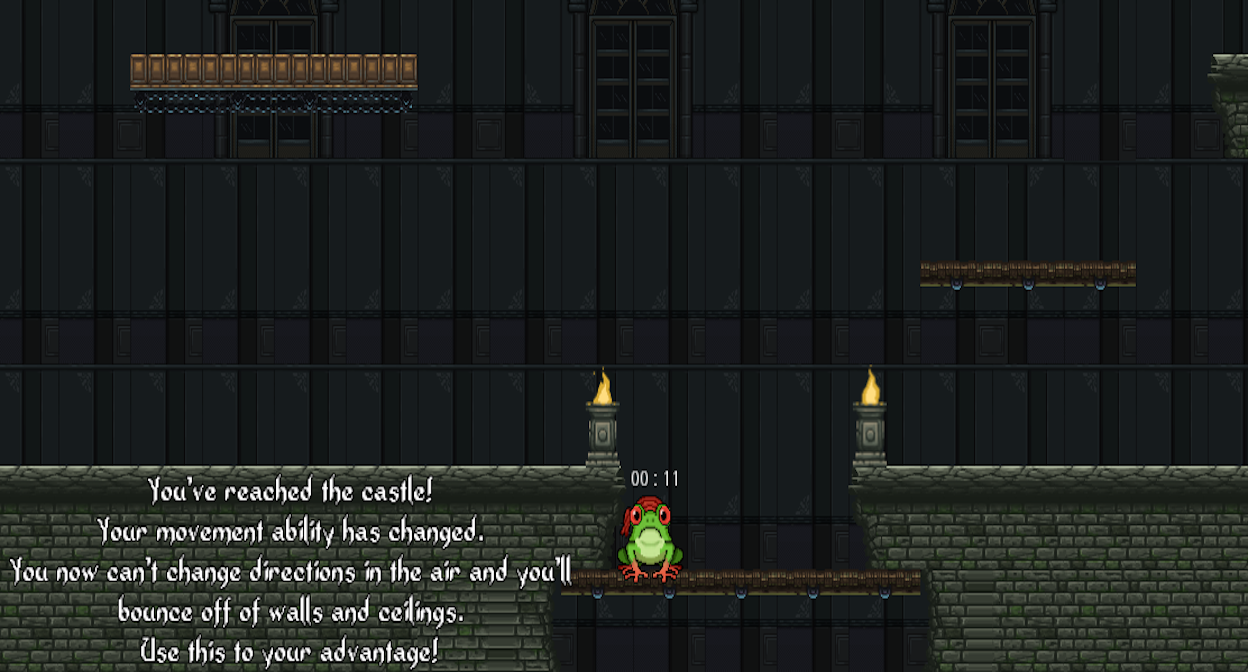 00:11
You've reached the castle!
Your movement ability has changed.
You now can't change directions in the air and you'll
bounce off of walls and ceilings.
Use this to your advantage!